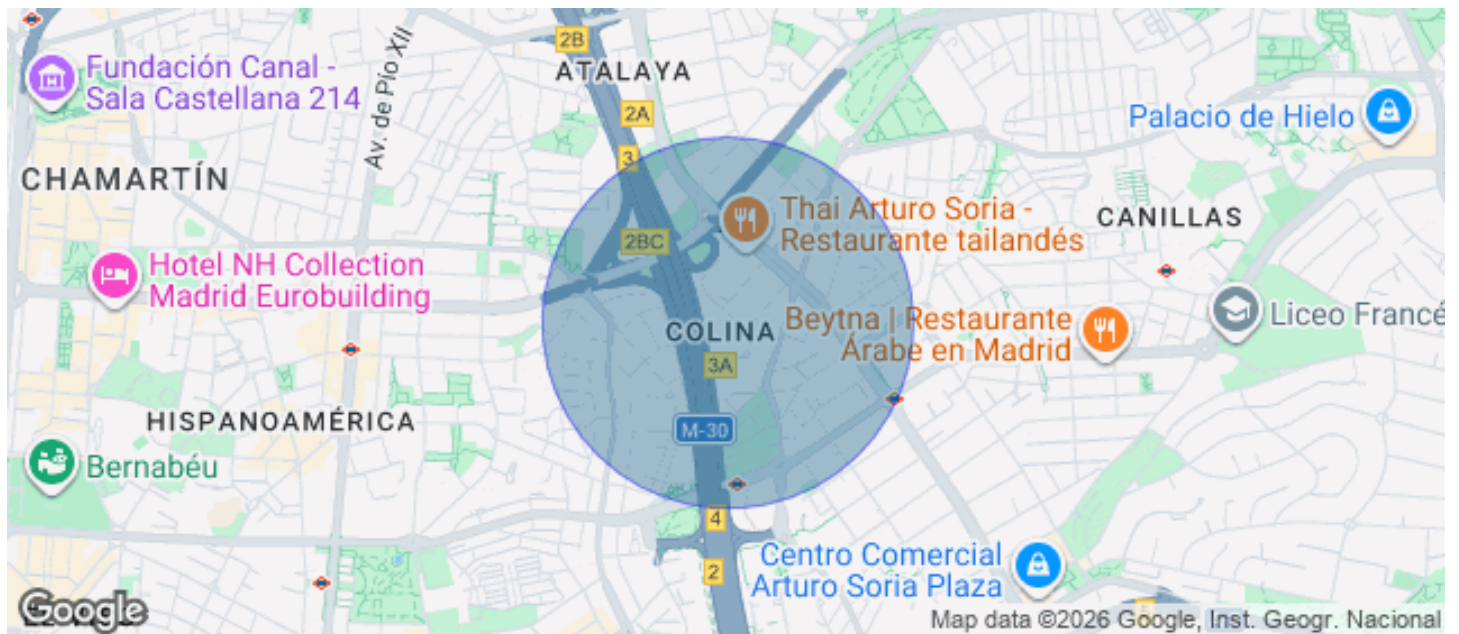 2B
ATALAYA
Fundación Canal -
Sala Castellana 214
Av. de Pío XII
2A
Palacio de Hielo
3
CHAMARTÍN
Thai Arturo Soria -
Restaurante tailandés
CANILLAS
2BC
Hotel NH Collection
Madrid Eurobuilding
COLINA
Beytna | Restaurante
Árabe en Madrid
Liceo Francé
3A
HISPANOAMÉRICA
M-30
Bernabéu
4
Centro Comercial
Arturo Soria Plaza
2
Google
Map data ©2026 Google, Inst. Geogr. Nacional